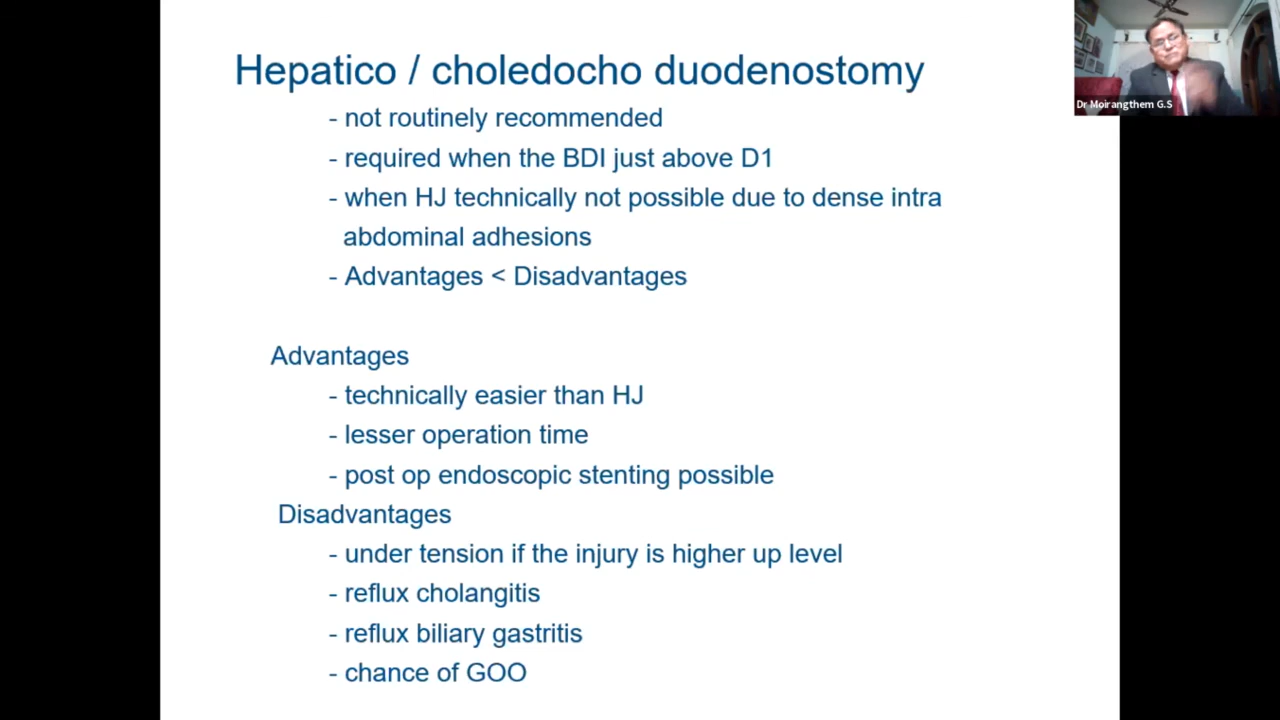 Hepatico / choledocho duodenostomy
- not routinely recommended
- required when the BDI just above D1
- when HJ technically not possible due to dense intra
abdominal adhesions
- Advantages < Disadvantages
Advantages
- technically easier than HJ
- lesser operation time
- post op endoscopic stenting possible
Disadvantages
- under tension if the injury is higher up level
- reflux cholangitis
- reflux biliary gastritis
- chance of GOO
Dr Moirangthem G.S